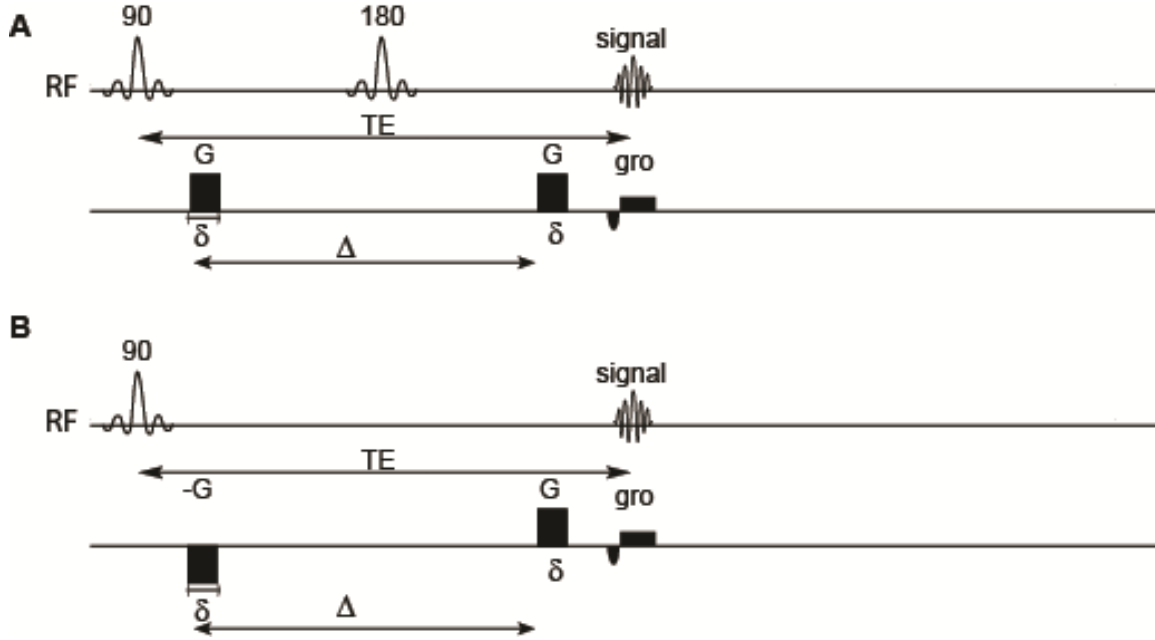 A
90 180
signal
RF
TE
G G
gro
δ δ
Δ
B
90
signal
RF
TE
-G G
gro
δ
δ
Δ